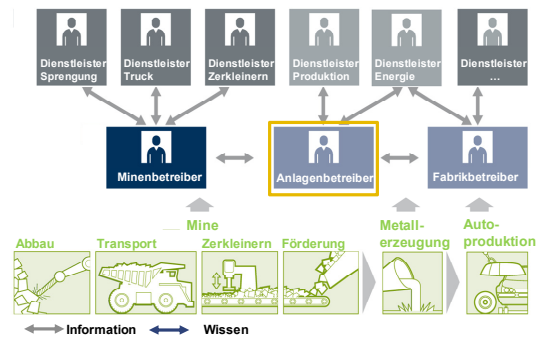 Dienstleister
Sprengung
Dienstleister
Truck
Dienstleister
Zerkleinern
Dienstleister
Produktion
Dienstleister
Energie
Dienstleister
...
Minenbetreiber
Anlagenbetreiber
Fabrikbetreiber
Mine
Metall-
erzeugung
Auto-
produktion
Abbau
Transport
Zerkleinern
Förderung
Information
Wissen